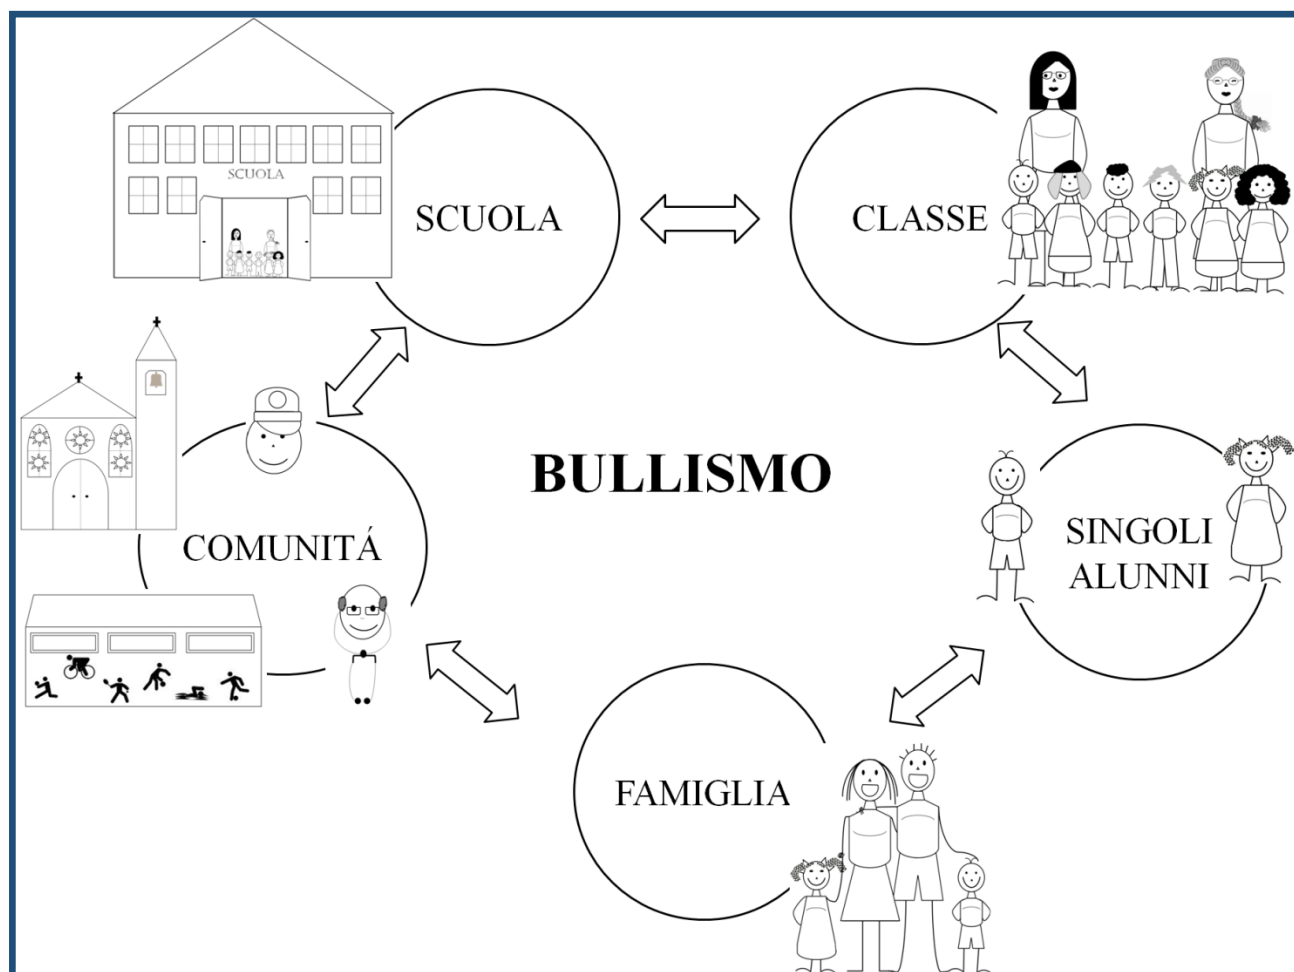 SCUOLA
SCUOLA
CLASSE
BULLISMO
COMUNITÁ
SINGOLI
ALUNNI
FAMIGLIA